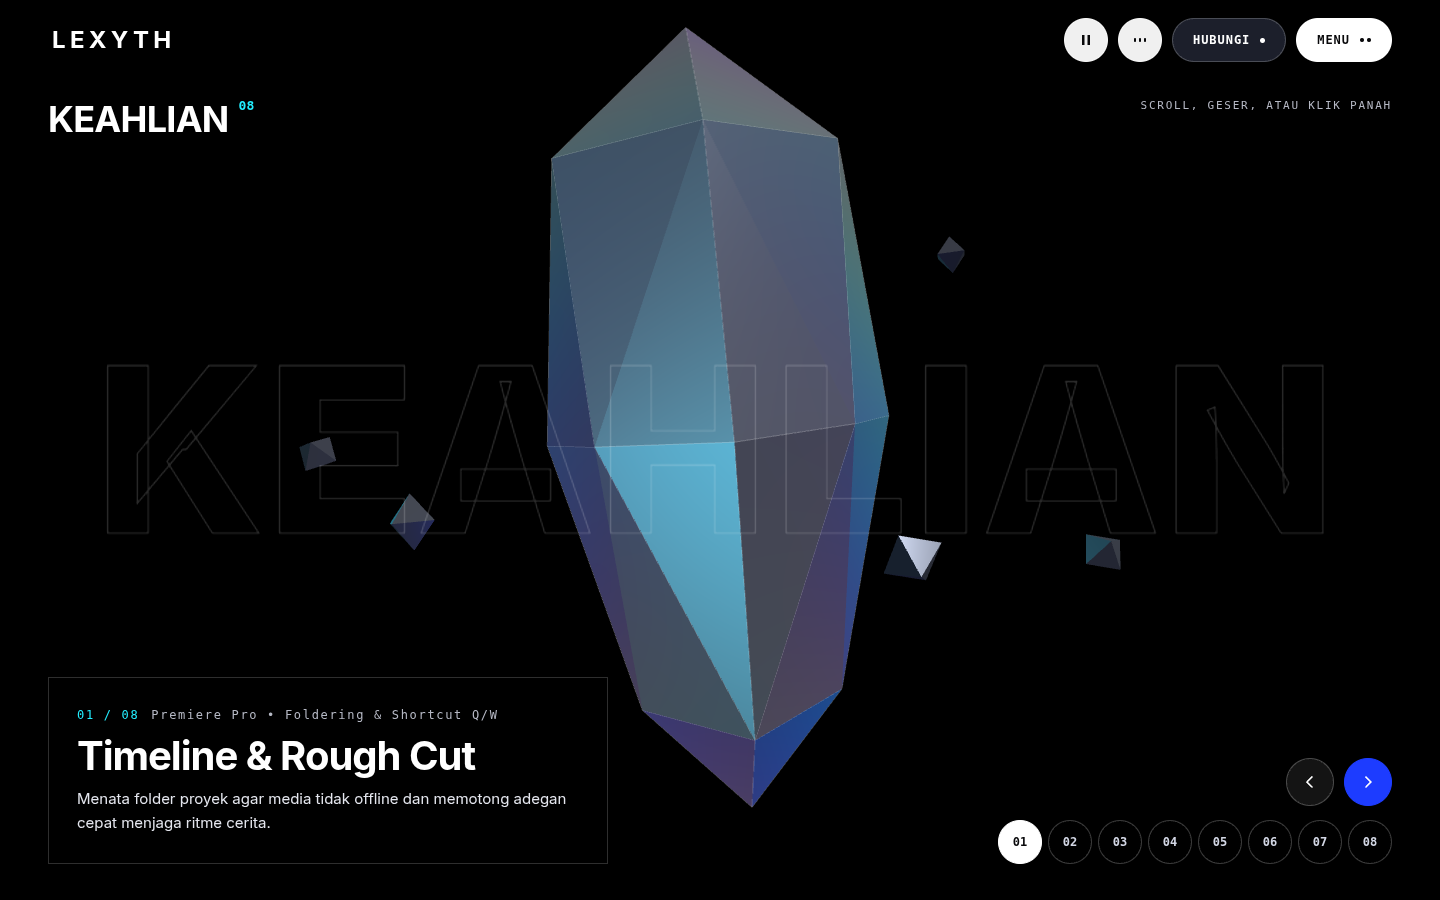 LEXYTH
HUBUNGI
MENU
KEAHLIAN 08
SCROLL, GESER, ATAU KLIK PANAH
KEAHLIAN
01 / 08 Premiere Pro • Foldering & Shortcut Q/W
Timeline & Rough Cut
Menata folder proyek agar media tidak offline dan memotong adegan
cepat menjaga ritme cerita.
01 02 03 04 05 06 07 08